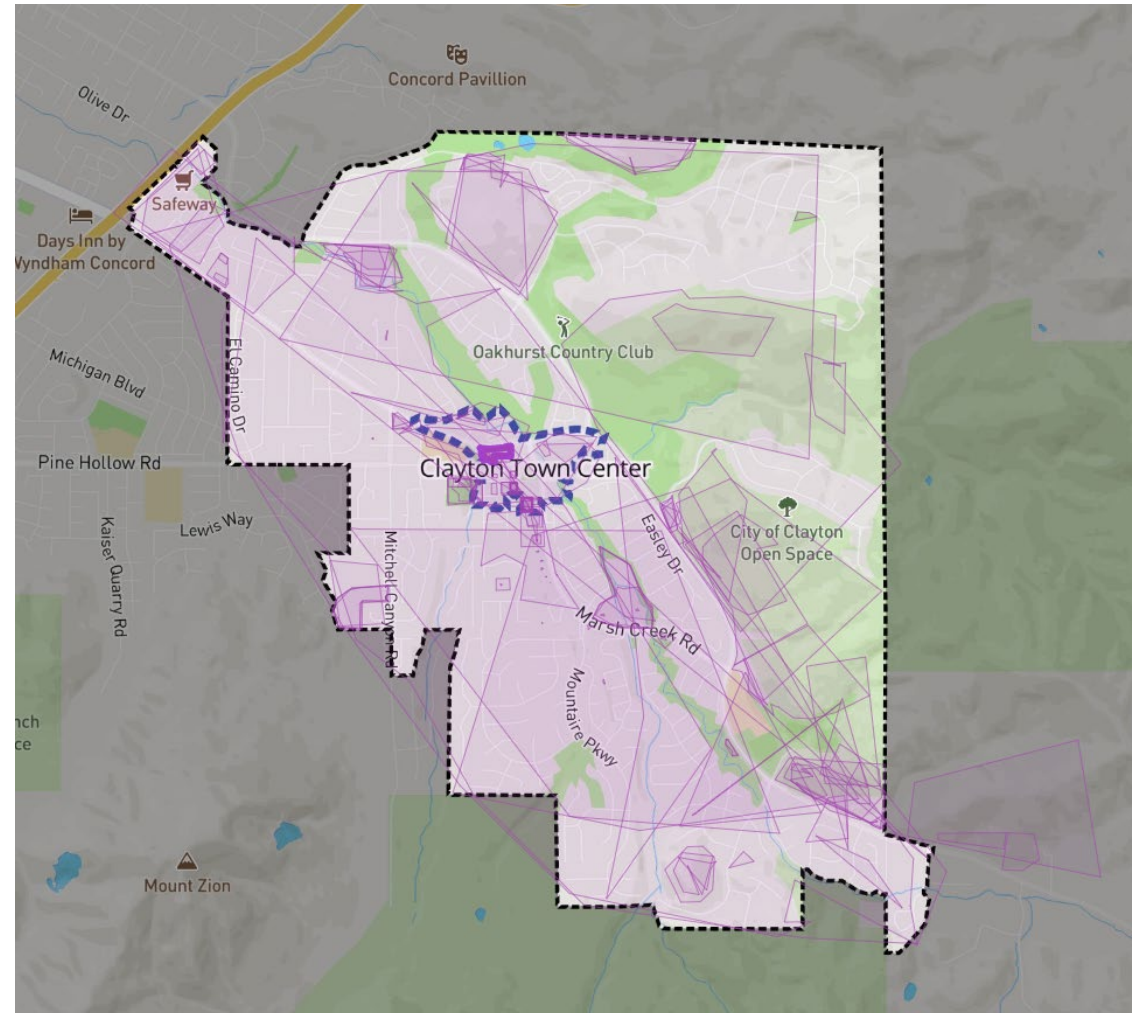 Concord Pavillion
Olive Dr
Safeway
Days Inn by
Wyndham Concord
Michigan Blvd
El Camino Dr
Oakhurst Country Club
Pine Hollow Rd
Clayton Town Center
Lewis Way
Kaiser Quarry Rd
Mitchell Canyon Rd
Easley Dr
City of Clayton
Open Space
Marsh Creek Rd
Mountaire Pkwy
nch
ce
Mount Zion